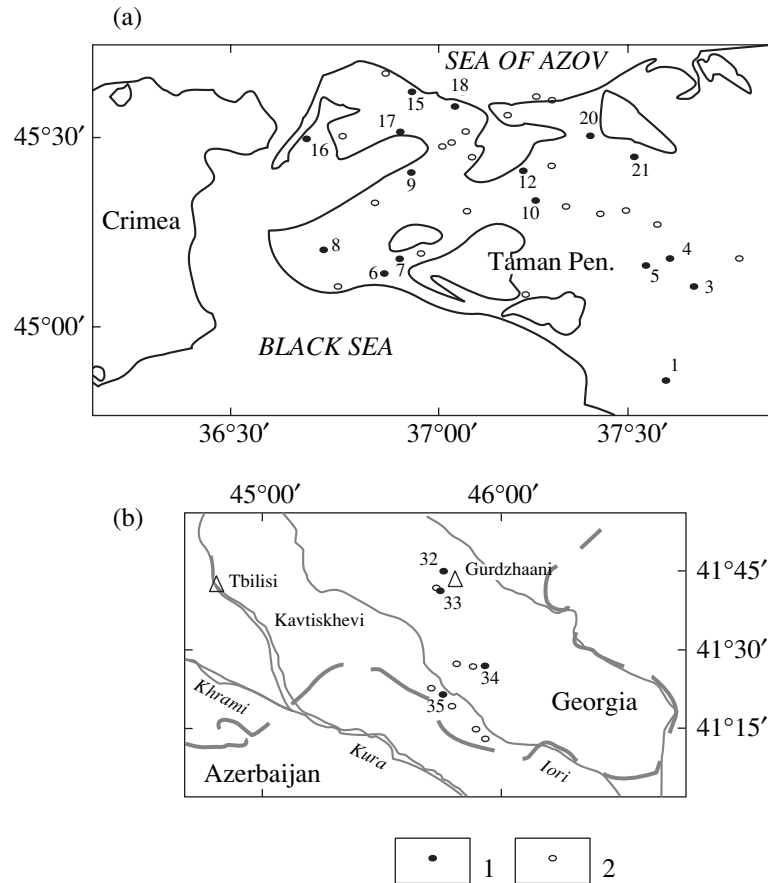 (a)
SEA OF AZOV
15
18
45°30′
17
20
16
21
9
12
10
Crimea
8
4
7
Taman Pen.
5
6
3
45°00′
BLACK SEA
1
36°30′
37°00′
37°30′
(b)
45°00′
46°00′
32
Gurdzhaani
41°45′
Tbilisi
33
Kavtiskhevi
41°30′
34
Khrami
Georgia
35
41°15′
Kura
Iori
Azerbaijan
1
2